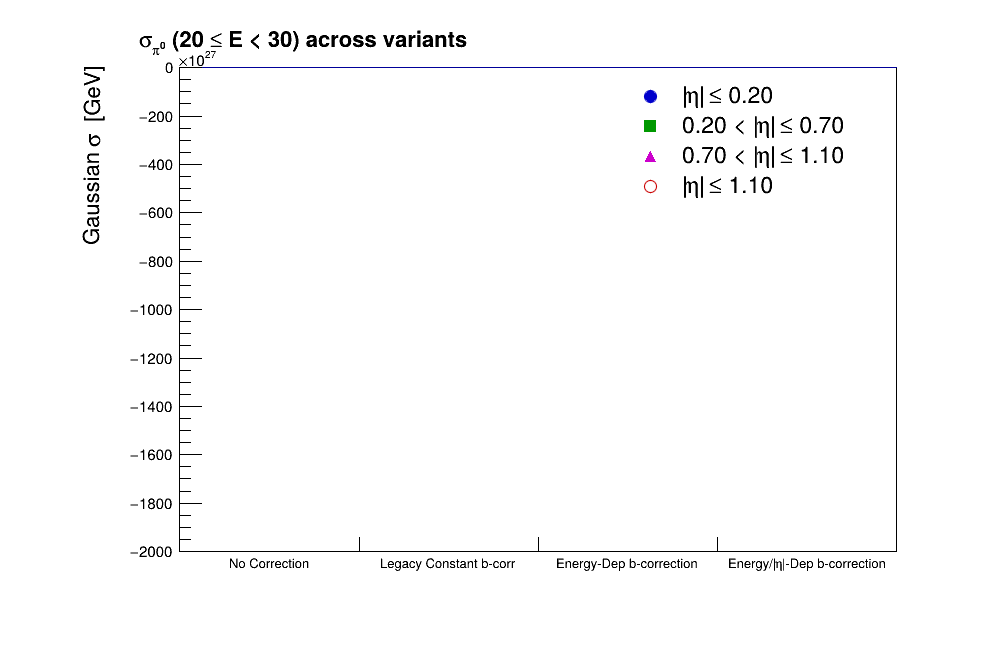 σπ⁰ (20 ≤ E < 30) across variants
×10²⁷
Gaussian σ [GeV]
0
−200
−400
−600
−800
−1000
−1200
−1400
−1600
−1800
−2000
|η| ≤ 0.20
0.20 < |η| ≤ 0.70
0.70 < |η| ≤ 1.10
|η| ≤ 1.10
No Correction
Legacy Constant b-corr
Energy-Dep b-correction
Energy/|η|-Dep b-correction